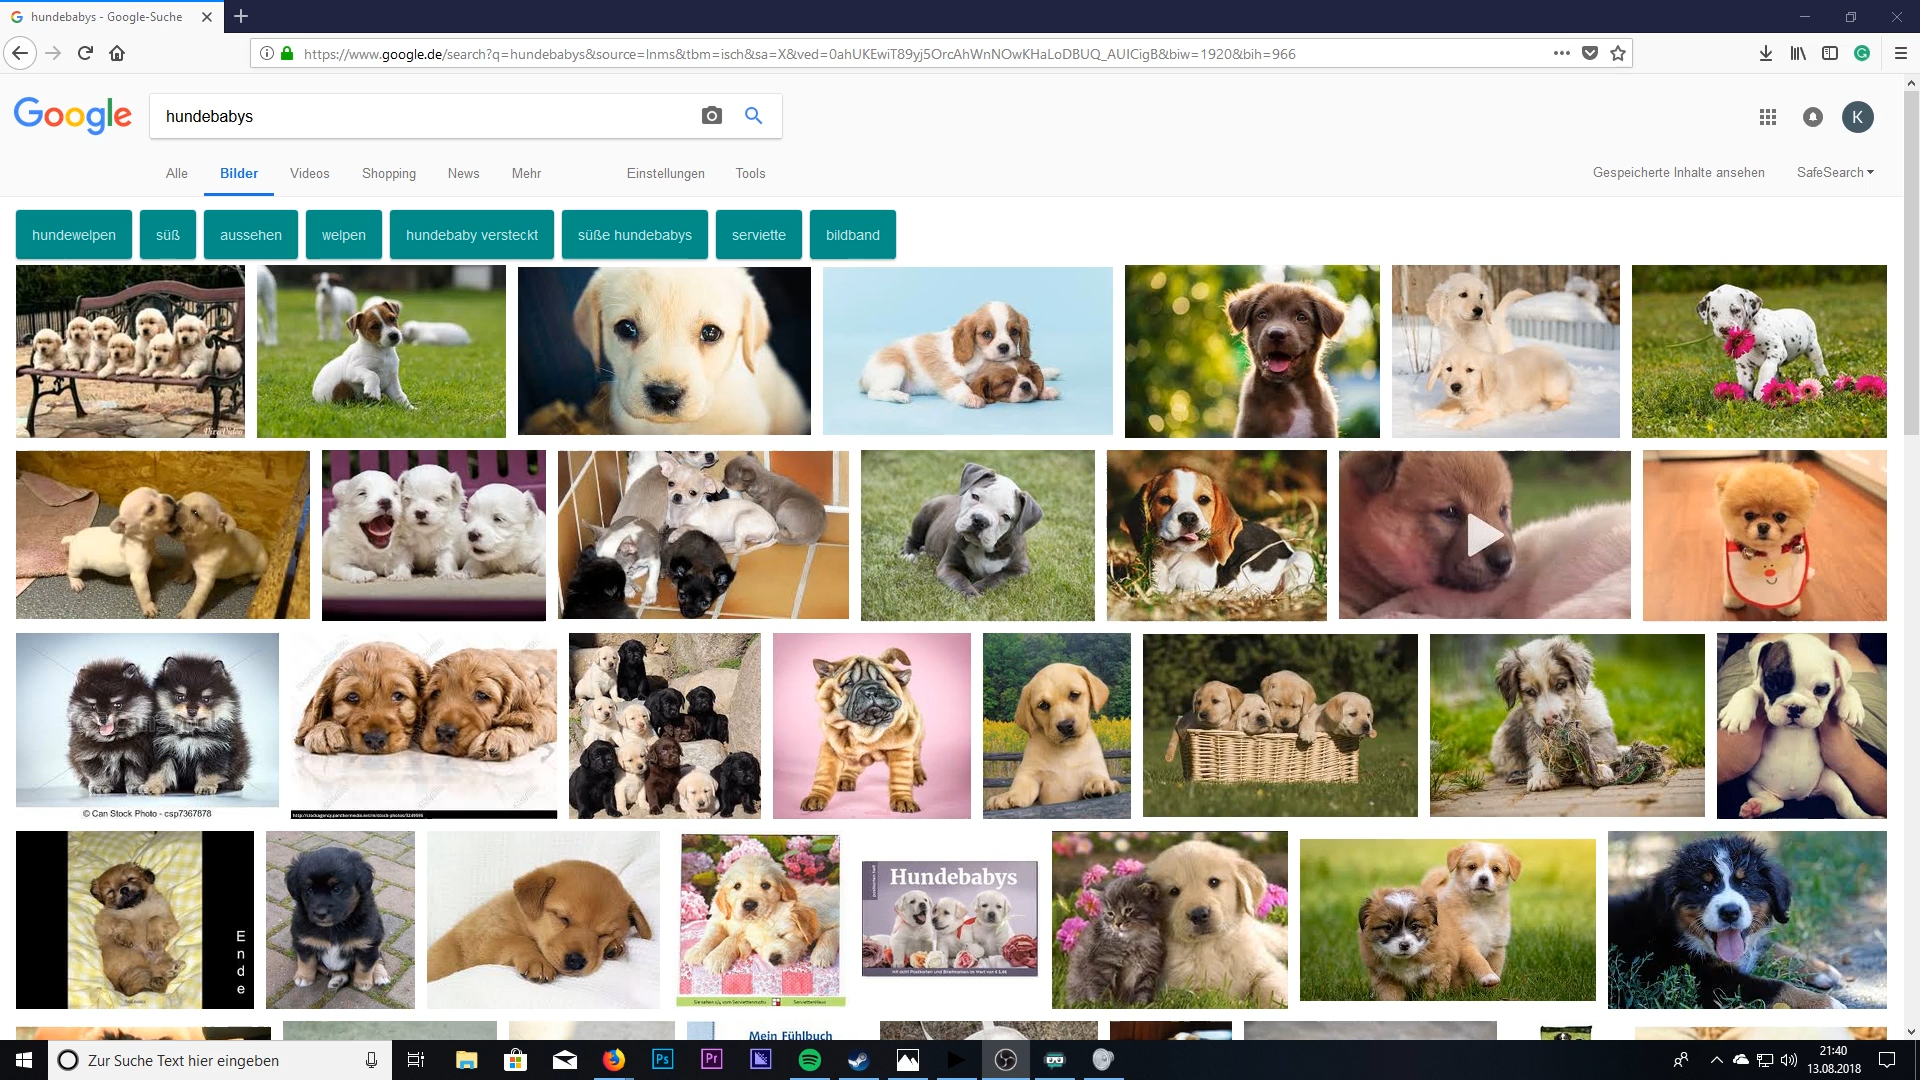 hundebabys - Google-Suche
https://www.google.de/search?q=hundebabys&source=lnms&tbm=isch&sa=X&ved=0ahUKEwiT89yj5OrcAhWnNOwKHaLoDBUQ_AUICigB&biw=1920&bih=966
Google
hundebabys
K
Alle
Bilder
Videos
Shopping
News
Mehr
Einstellungen
Tools
Gespeicherte Inhalte ansehen
SafeSearch
hundewelpen
süß
aussehen
welpen
hundebaby versteckt
süße hundebabys
serviette
bildband
© Can Stock Photo - csp7367878
Ende
Hundebabys
Mein Fühlbuch
Zur Suche Text hier eingeben
Ps
Pr
21:40
13.08.2018